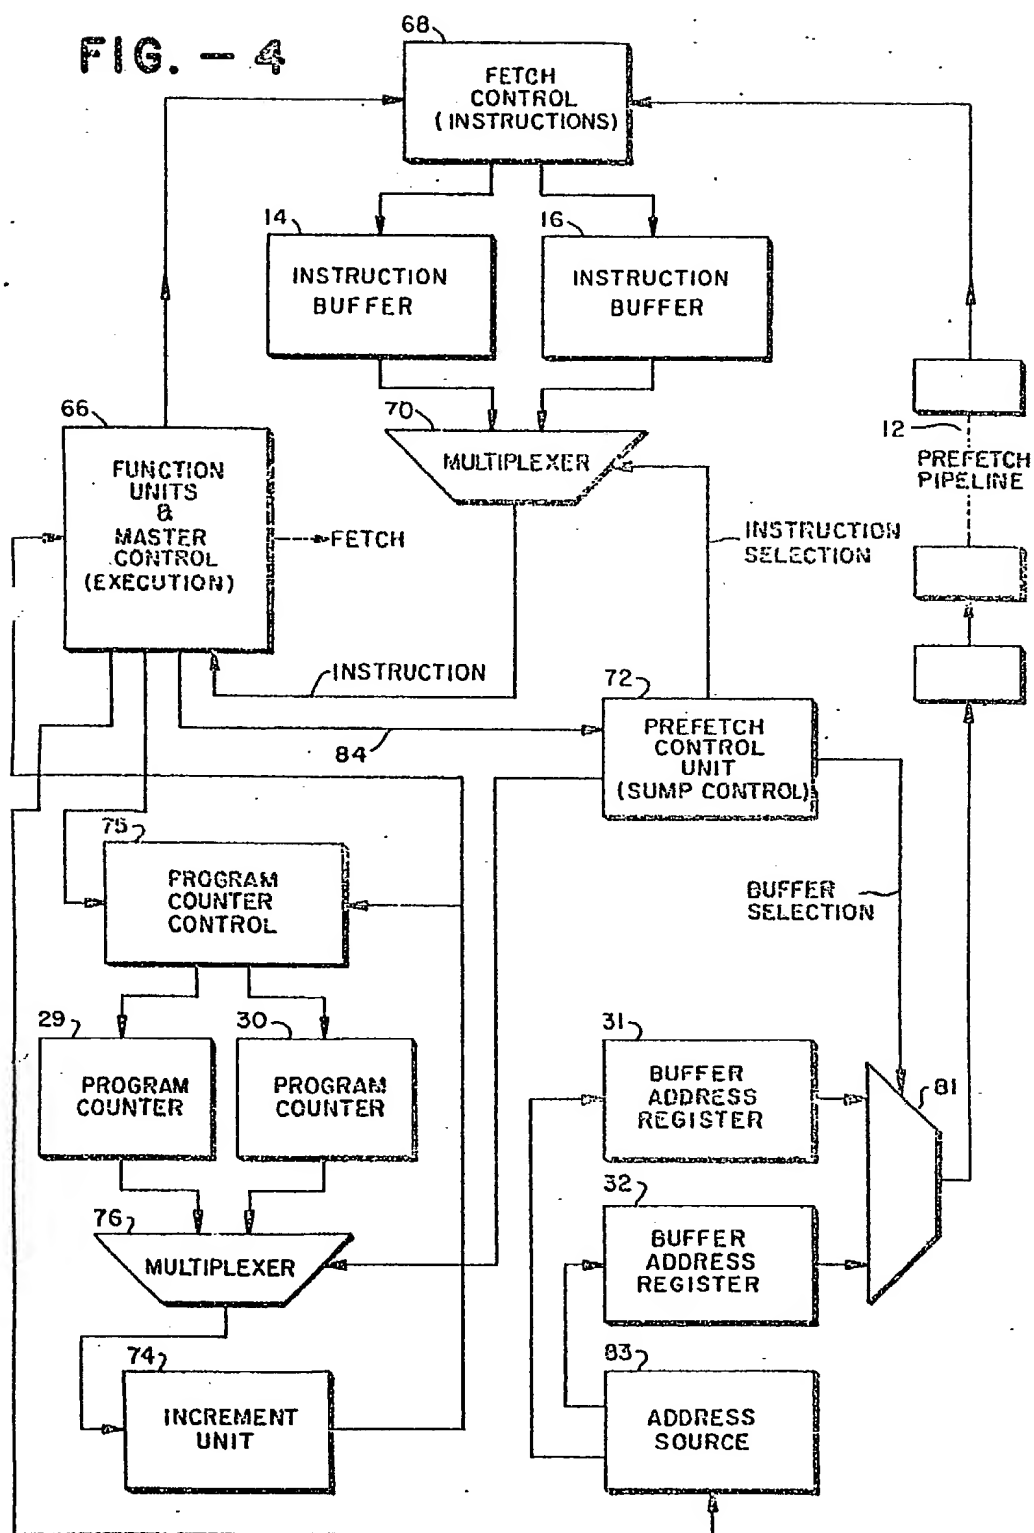 FIG. - 4
68
FETCH
CONTROL
(INSTRUCTIONS)
14
INSTRUCTION
BUFFER
16
INSTRUCTION
BUFFER
66
FUNCTION
UNITS
&
MASTER
CONTROL
(EXECUTION)
FETCH
70
MULTIPLEXER
12
PREFETCH
PIPELINE
INSTRUCTION
SELECTION
INSTRUCTION
84
72
PREFETCH
CONTROL
UNIT
(SUMP CONTROL)
75
PROGRAM
COUNTER
CONTROL
BUFFER
SELECTION
29
PROGRAM
COUNTER
30
PROGRAM
COUNTER
31
BUFFER
ADDRESS
REGISTER
81
76
MULTIPLEXER
32
BUFFER
ADDRESS
REGISTER
74
INCREMENT
UNIT
83
ADDRESS
SOURCE